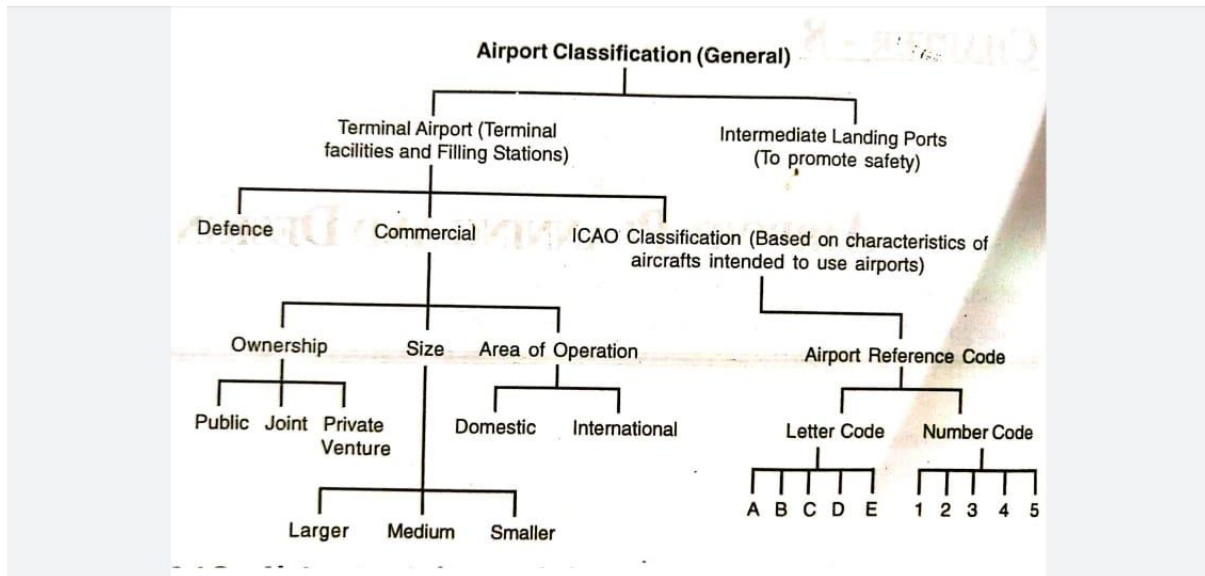 Airport Classification (General)
Terminal Airport (Terminal
facilities and Filling Stations)
Intermediate Landing Ports
(To promote safety)
Defence
Commercial
ICAO Classification (Based on characteristics of
aircrafts intended to use airports)
Ownership
Size
Area of Operation
Airport Reference Code
Public Joint Private
Venture
Domestic International
Letter Code Number Code
A B C D E 1 2 3 4 5
Larger Medium Smaller